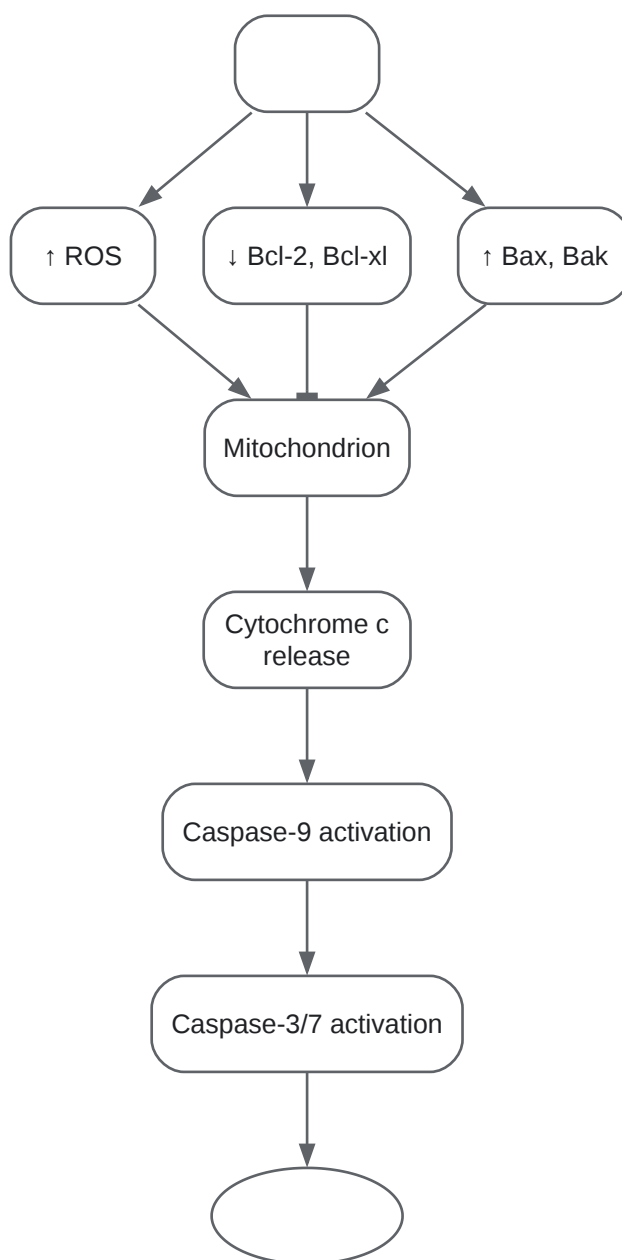 ↑ ROS
↓ Bcl-2, Bcl-xl
↑ Bax, Bak
Mitochondrion
Cytochrome c
release
Caspase-9 activation
Caspase-3/7 activation